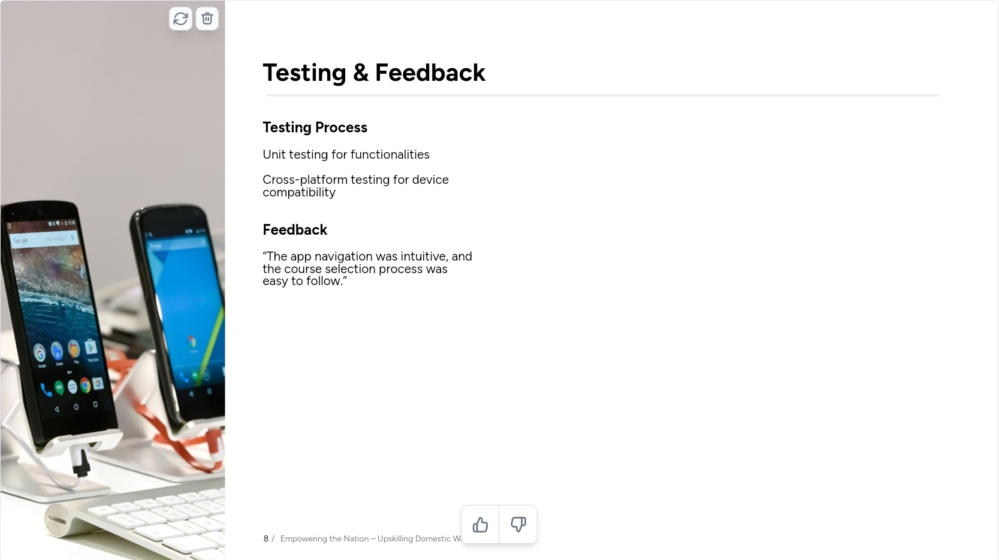 Testing & Feedback
Testing Process
Unit testing for functionalities
Cross-platform testing for device
compatibility
Feedback
“The app navigation was intuitive, and
the course selection process was
easy to follow.”
8 / Empowering the Nation – Upskilling Domestic
Google
Google